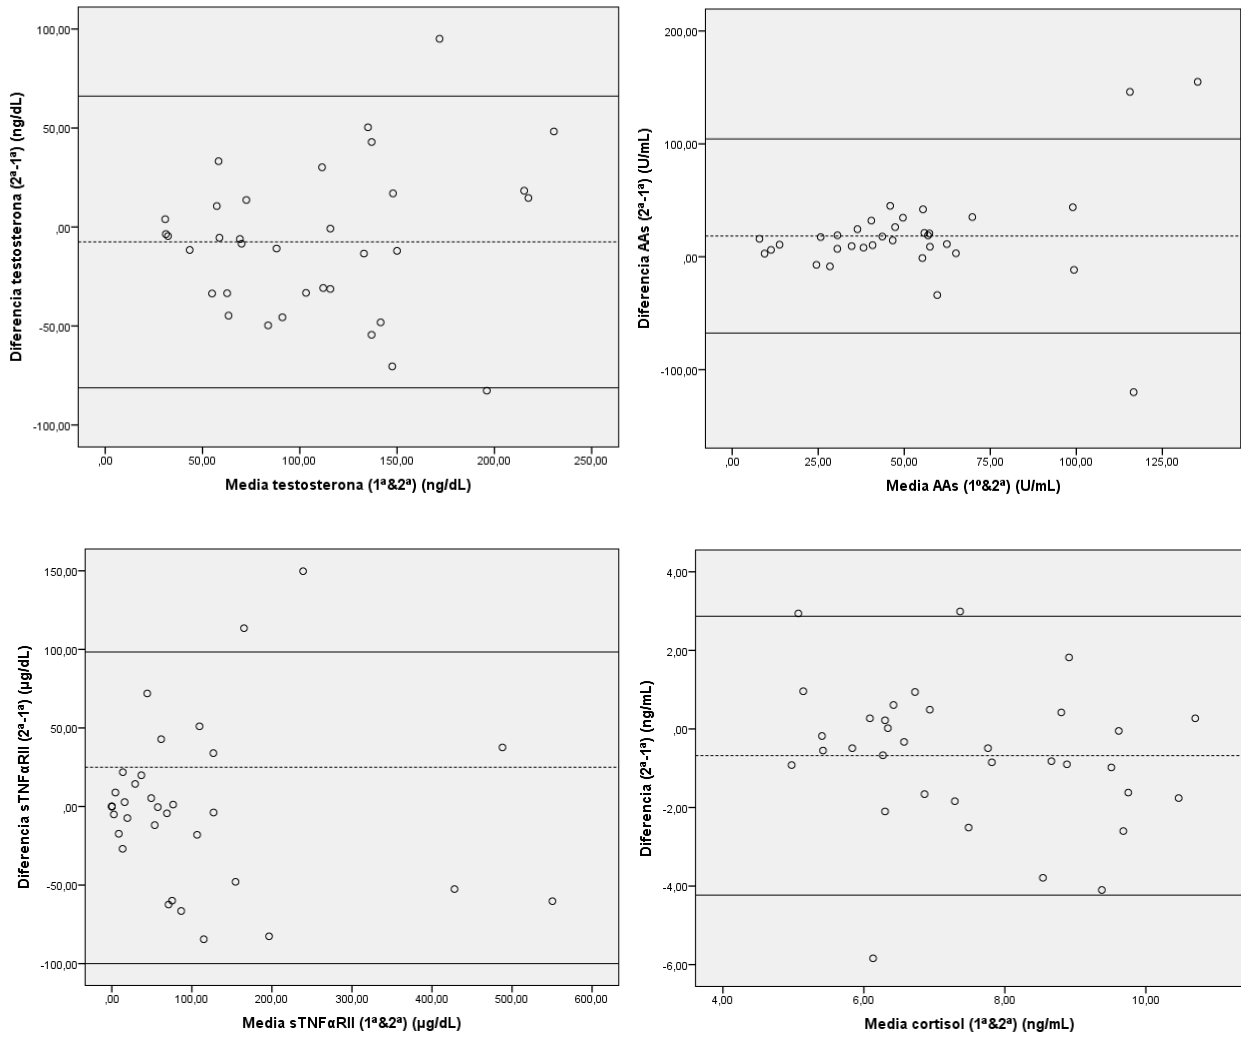 100,00
50,00
,00
-50,00
-100,00
Diferencia testosterona (2ª-1ª) (ng/dL)
,00 50,00 100,00 150,00 200,00 250,00
Media testosterona (1ª&2ª) (ng/dL)
200,00
100,00
,00
-100,00
Diferencia AAs (2ª-1ª) (U/mL)
,00 25,00 50,00 75,00 100,00 125,00
Media AAs (1º&2ª) (U/mL)
150,00
100,00
50,00
,00
-50,00
-100,00
Diferencia sTNFαRII (2ª-1ª) (µg/dL)
,00 100,00 200,00 300,00 400,00 500,00 600,00
Media sTNFαRII (1ª&2ª) (µg/dL)
4,00
2,00
,00
-2,00
-4,00
-6,00
Diferencia (2ª-1ª) (ng/mL)
4,00 6,00 8,00 10,00
Media cortisol (1ª&2ª) (ng/mL)